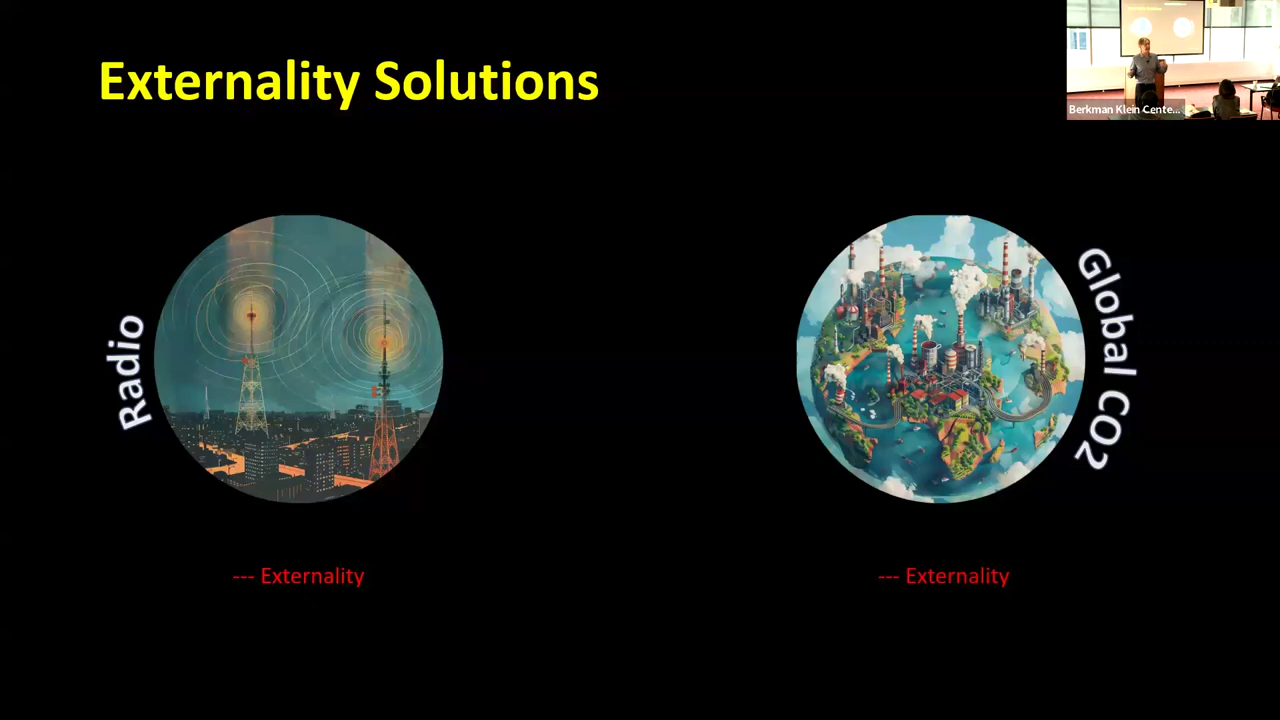 Externality Solutions
Berkman Klein Cente...
Radio
Global CO2
--- Externality
--- Externality